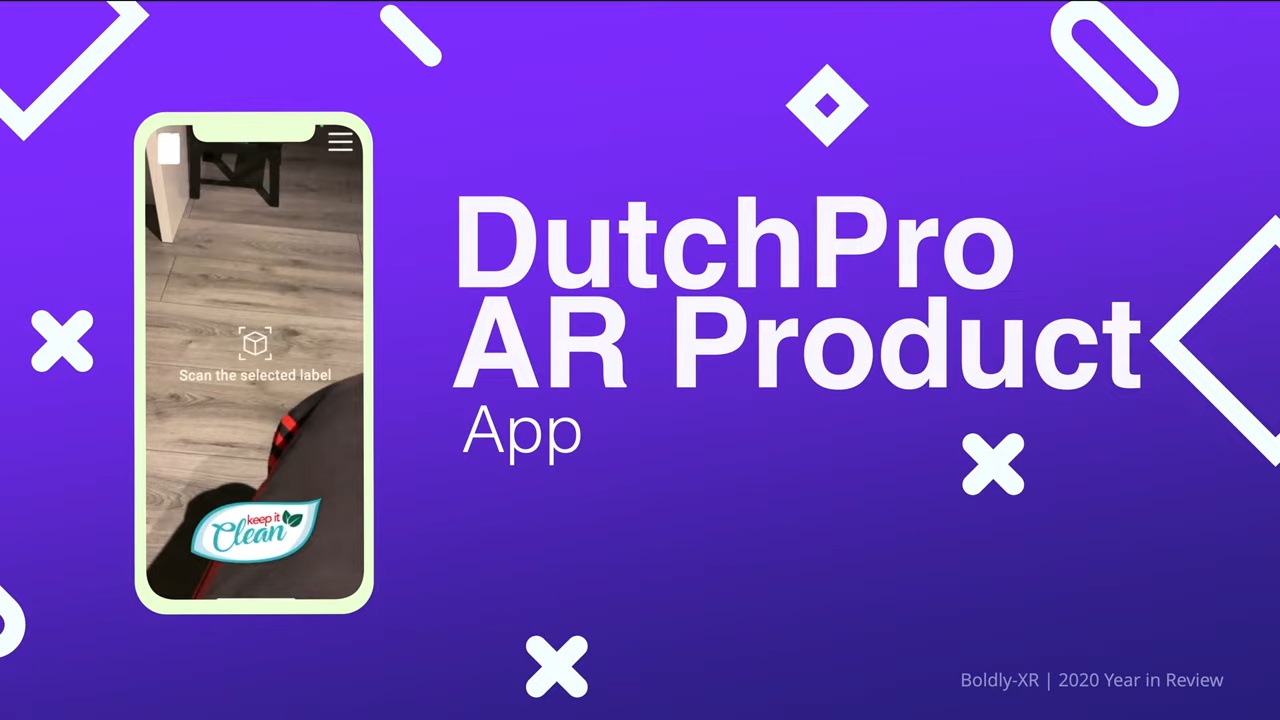 Scan the selected label
keep it
Clean
DutchPro
AR Product
App
Boldly-XR | 2020 Year in Review